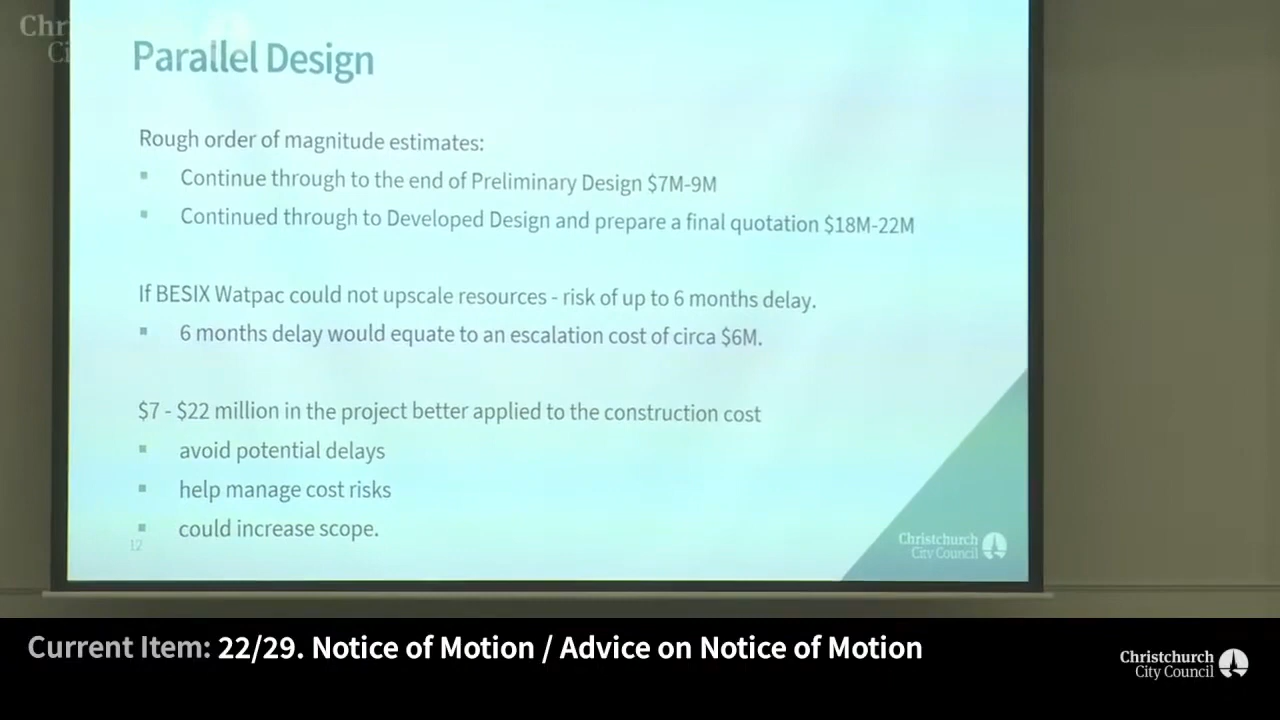 Parallel Design
Rough order of magnitude estimates:
Continue through to the end of Preliminary Design $7M-9M
Continued through to Developed Design and prepare a final quotation $18M-22M
If BESIX Watpac could not upscale resources - risk of up to 6 months delay.
6 months delay would equate to an escalation cost of circa $6M.
$7 - $22 million in the project better applied to the construction cost
avoid potential delays
help manage cost risks
could increase scope.
12
Christchurch
City Council
Current Item: 22/29. Notice of Motion / Advice on Notice of Motion
Christchurch
City Council